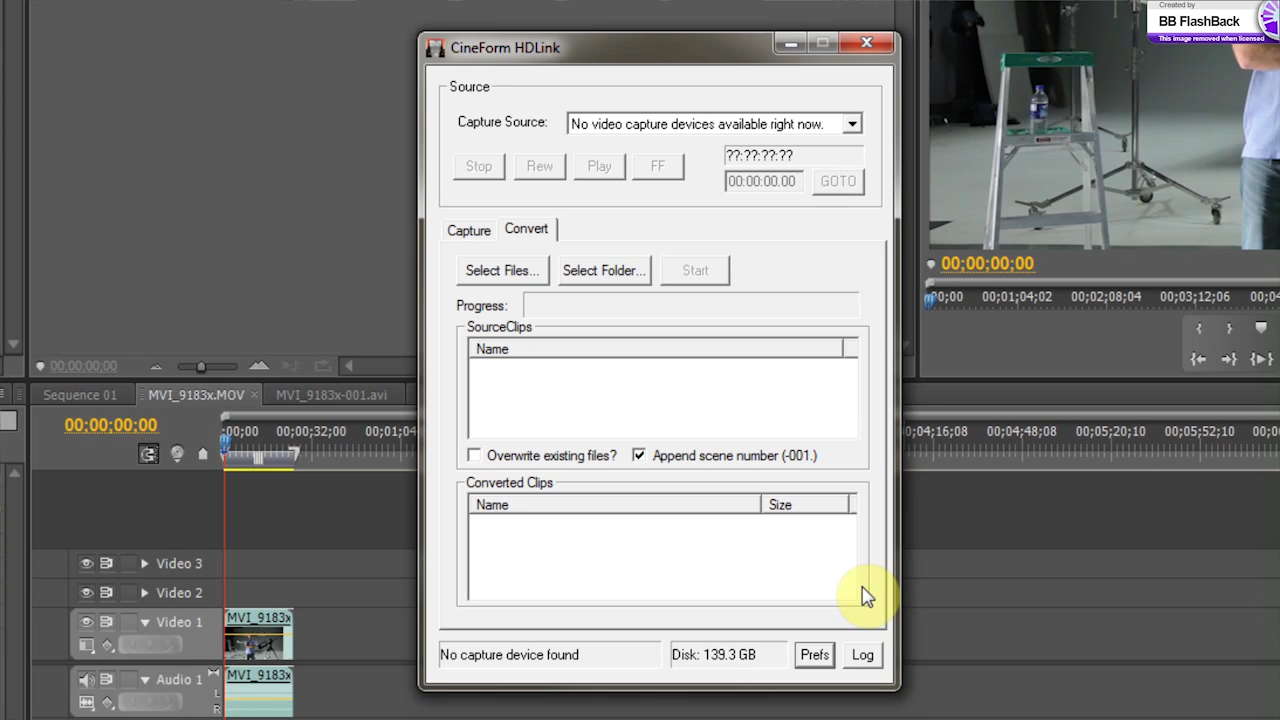 Created by
BB FlashBack
This image removed when licensed
CineForm HDLink
Source
Capture Source:
No video capture devices available right now.
Stop
Rew
Play
FF
??:??:??:??
00:00:00.00
GOTO
Capture
Convert
Select Files...
Select Folder...
Start
Progress:
SourceClips
Name
Overwrite existing files?
Append scene number (-001.)
Converted Clips
Name
Size
No capture device found
Disk: 139.3 GB
Prefs
Log
00;00;00;00
00;00
00;01;04;02
00;02;08;04
00;03;12;06
00;04
00;00;00;00
Sequence 01
MVI_9183x.MOV
MVI_9183x-001.avi
00;00;00;00
;00;00
00;00;32;00
00;01;04
0;04;16;08
00;04;48;08
00;05;20;10
00;05;52;10
00;0
Video 3
Video 2
Video 1
MVI_9183x
Audio 1
MVI_9183x
L
R